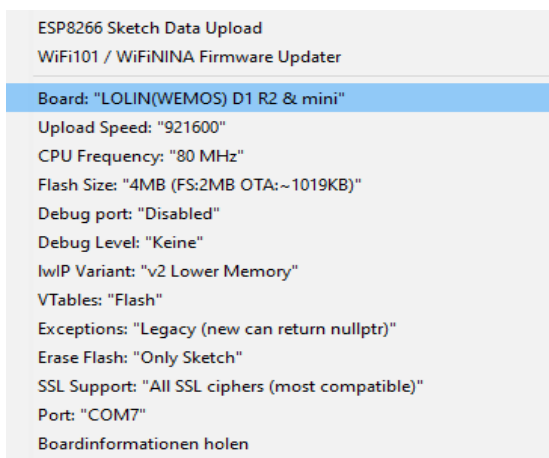 ESP8266 Sketch Data Upload
WiFi101 / WiFiNINA Firmware Updater
Board: "LOLIN(WEMOS) D1 R2 & mini"
Upload Speed: "921600"
CPU Frequency: "80 MHz"
Flash Size: "4MB (FS:2MB OTA:~1019KB)"
Debug port: "Disabled"
Debug Level: "Keine"
lwIP Variant: "v2 Lower Memory"
VTables: "Flash"
Exceptions: "Legacy (new can return nullptr)"
Erase Flash: "Only Sketch"
SSL Support: "All SSL ciphers (most compatible)"
Port: "COM7"
Boardinformationen holen